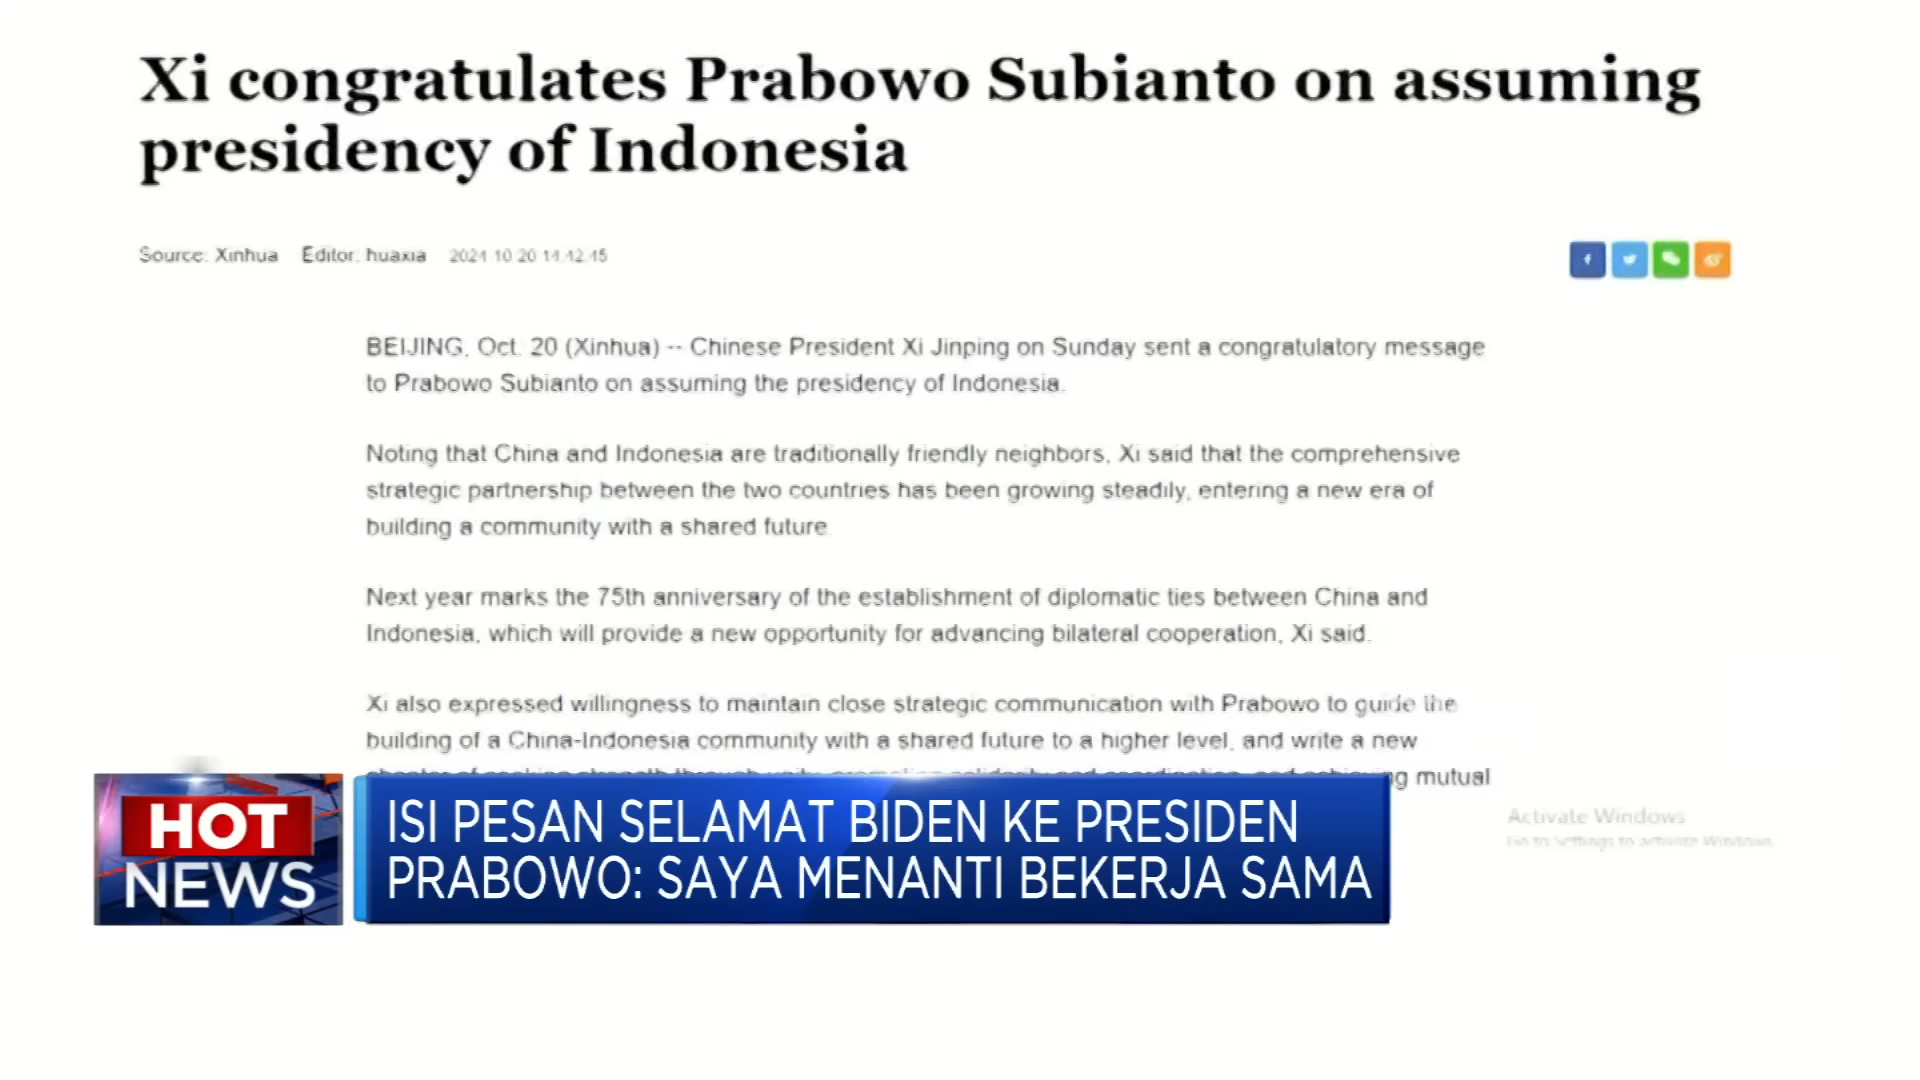 Xi congratulates Prabowo Subianto on assuming
presidency of Indonesia
Source: Xinhua Editor: huaxia 2024 10 20 14:42:45
BEIJING, Oct. 20 (Xinhua) -- Chinese President Xi Jinping on Sunday sent a congratulatory message
to Prabowo Subianto on assuming the presidency of Indonesia.
Noting that China and Indonesia are traditionally friendly neighbors, Xi said that the comprehensive
strategic partnership between the two countries has been growing steadily, entering a new era of
building a community with a shared future
Next year marks the 75th anniversary of the establishment of diplomatic ties between China and
Indonesia, which will provide a new opportunity for advancing bilateral cooperation, Xi said.
Xi also expressed willingness to maintain close strategic communication with Prabowo to guide the
building of a China-Indonesia community with a shared future to a higher level, and write a new
mutual
HOT
NEWS
ISI PESAN SELAMAT BIDEN KE PRESIDEN
PRABOWO: SAYA MENANTI BEKERJA SAMA
Activate Windows
Go to Settings to activate Windows.